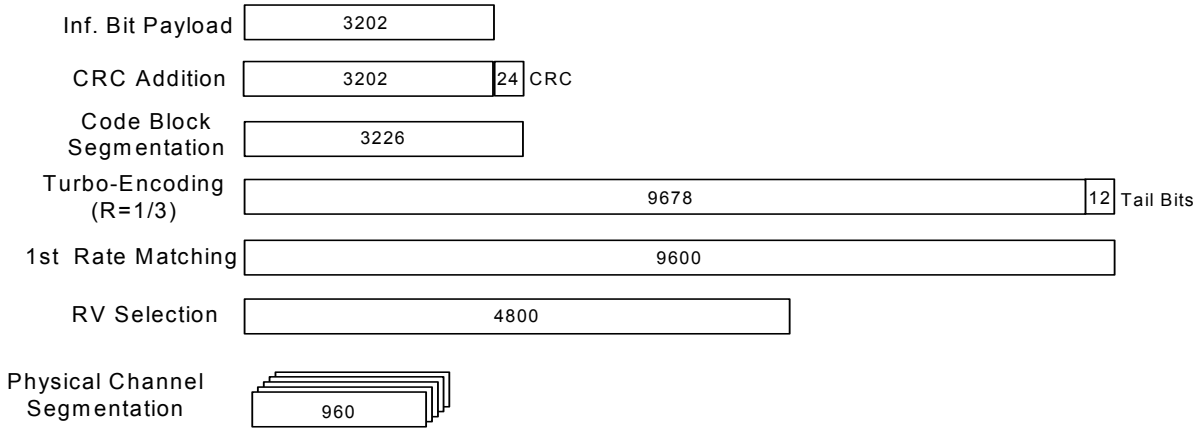 Inf. Bit Payload 3202
CRC Addition 3202 24 CRC
Code Block
Segmentation 3226
Turbo-Encoding
(R=1/3) 9678 12 Tail Bits
1st Rate Matching 9600
RV Selection 4800
Physical Channel
Segmentation 960